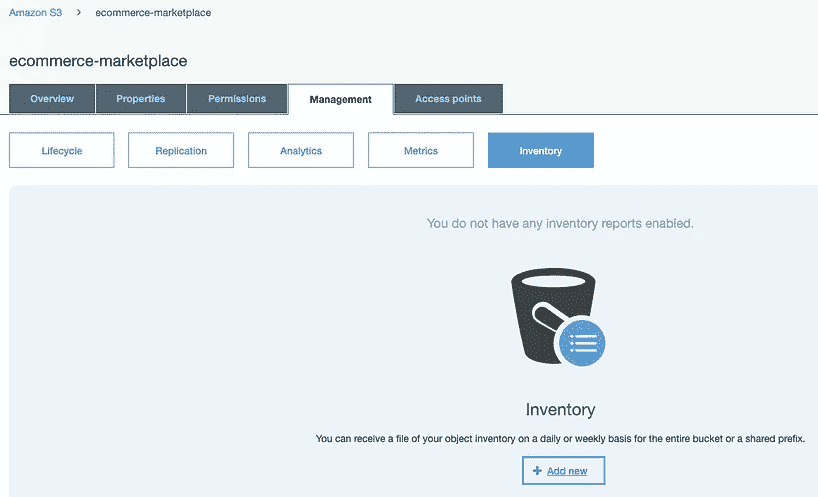 Amazon S3 > ecommerce-marketplace
ecommerce-marketplace
Overview Properties Permissions Management Access points
Lifecycle Replication Analytics Metrics Inventory
You do not have any inventory reports enabled.
Inventory
You can receive a file of your object inventory on a daily or weekly basis for the entire bucket or a shared prefix.
+ Add new